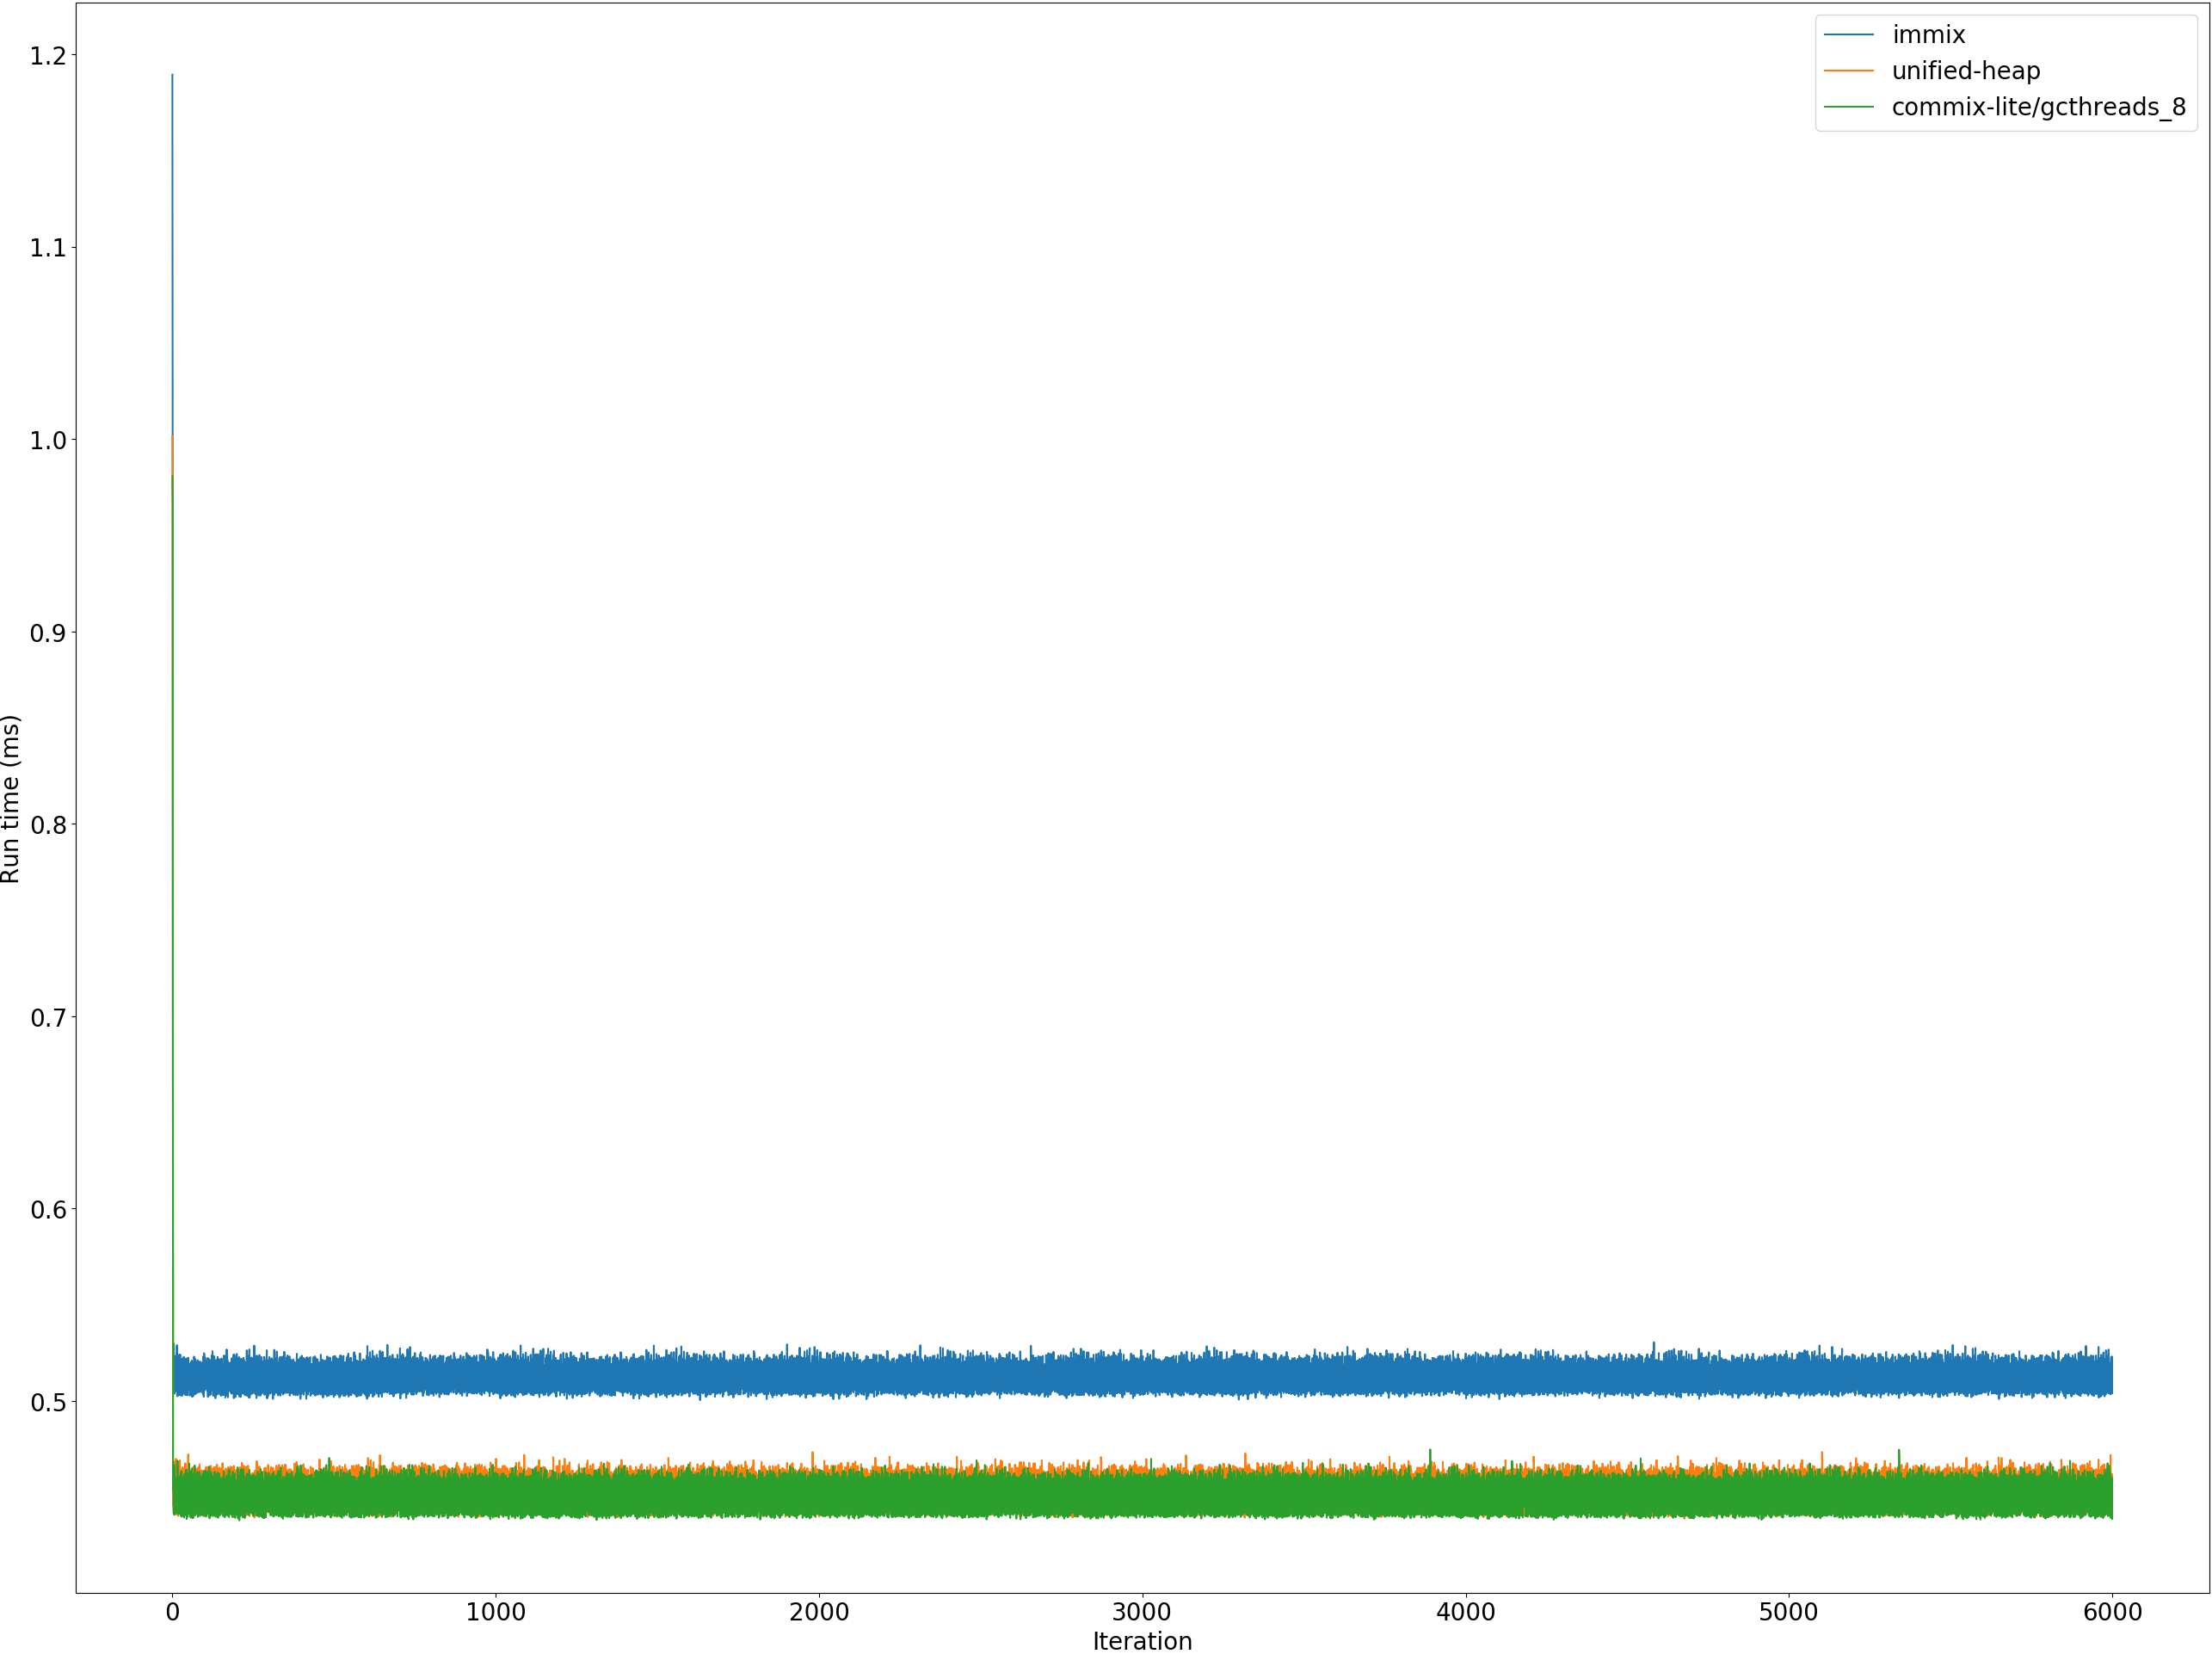 immix
unified-heap
commix-lite/gcthreads_8
1.2
1.1
1.0
0.9
0.8
0.7
0.6
0.5
Run time (ms)
0 1000 2000 3000 4000 5000 6000
Iteration